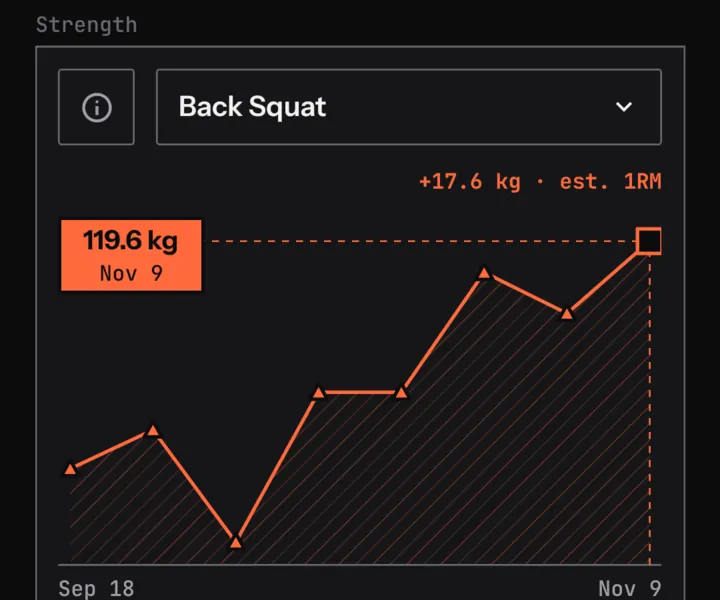 Strength
Back Squat
+17.6 kg · est. 1RM
119.6 kg
Nov 9
Sep 18
Nov 9